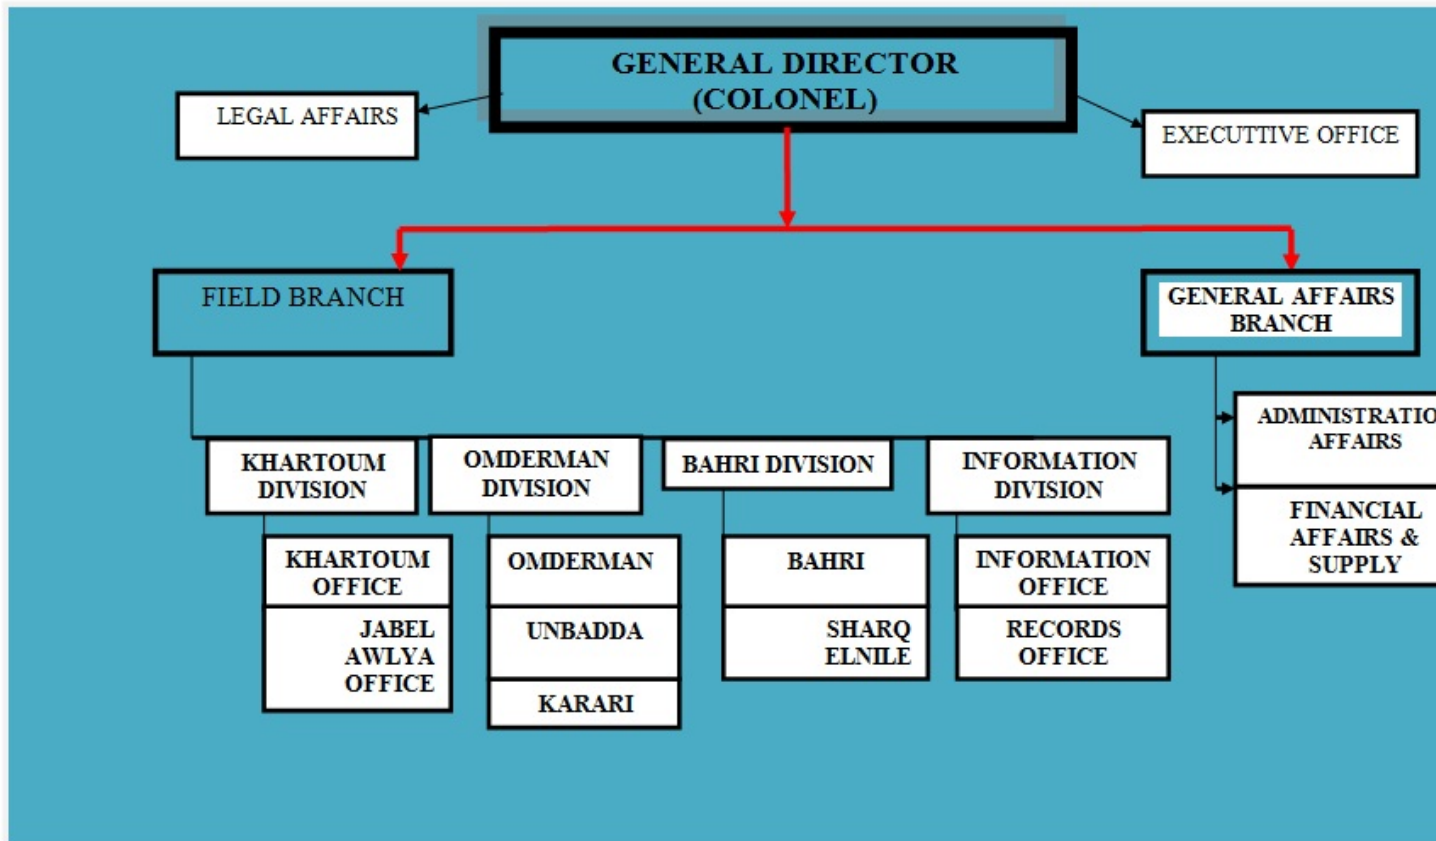 GENERAL DIRECTOR
(COLONEL)
LEGAL AFFAIRS
EXECUTTIVE OFFICE
FIELD BRANCH
GENERAL AFFAIRS
BRANCH
KHARTOUM
DIVISION
OMDERMAN
DIVISION
BAHRI DIVISION
INFORMATION
DIVISION
ADMINISTRATIO
AFFAIRS
FINANCIAL
AFFAIRS &
SUPPLY
KHARTOUM
OFFICE
JABEL
AWLYA
OFFICE
OMDERMAN
UNBADDA
KARARI
BAHRI
SHARQ
ELNILE
INFORMATION
OFFICE
RECORDS
OFFICE